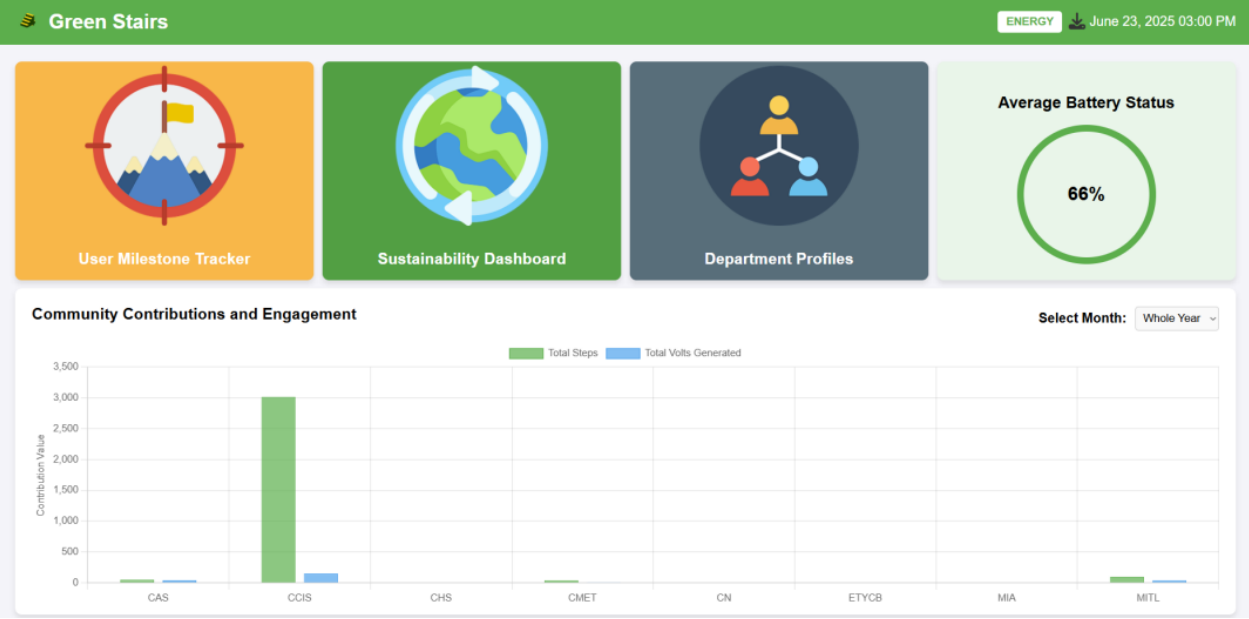 Green Stairs
ENERGY June 23, 2025 03:00 PM
User Milestone Tracker
Sustainability Dashboard
Department Profiles
Average Battery Status
66%
Community Contributions and Engagement
Select Month: Whole Year
Total Steps Total Volts Generated
Contribution Value
3,500
3,000
2,500
2,000
1,500
1,000
500
0
CAS CCIS CHS CMET CN ETYCB MIA MITL